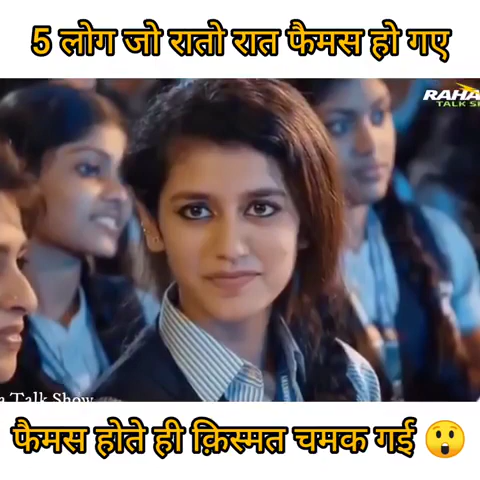 5 लोग जो रातो रात फैमस हो गए
RAHA
TALK S
a Talk Show
फैमस होते ही क़िस्मत चमक गई 😲